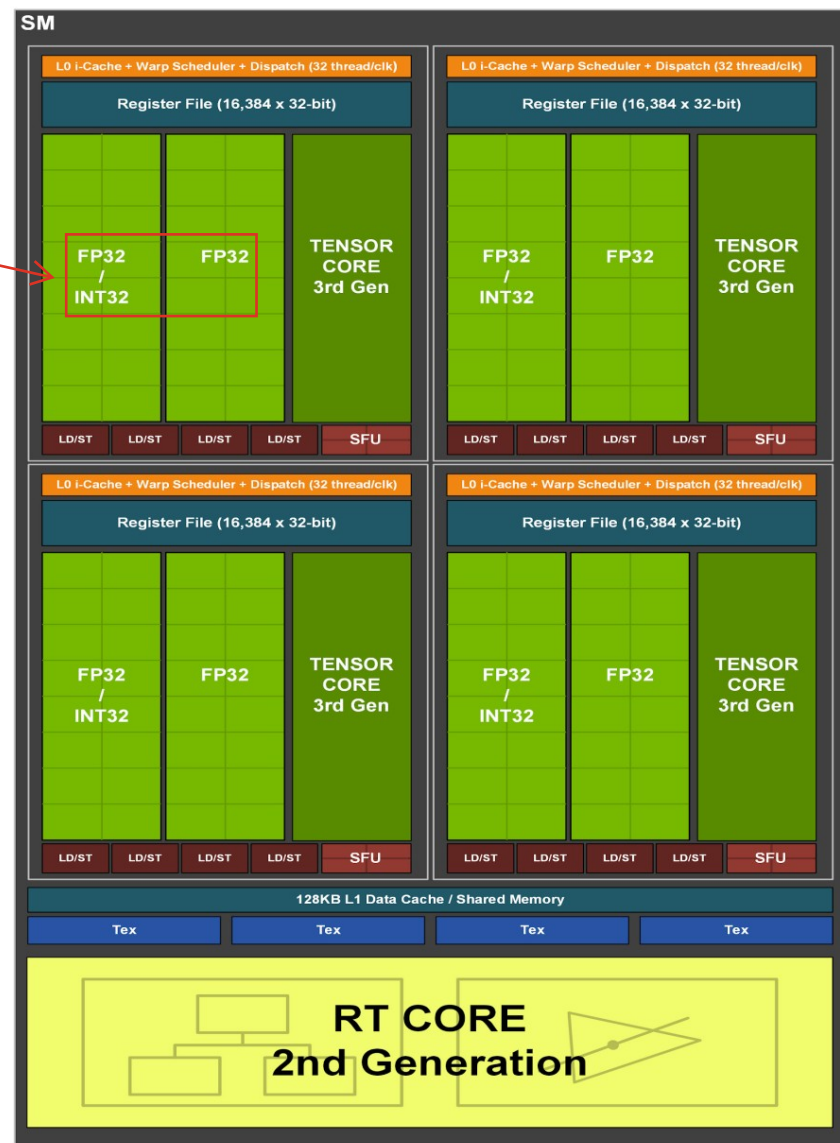 SM
L0 i-Cache + Warp Scheduler + Dispatch (32 thread/clk)
Register File (16,384 x 32-bit)
FP32
/
INT32
FP32
TENSOR
CORE
3rd Gen
LD/ST
LD/ST
LD/ST
LD/ST
SFU
L0 i-Cache + Warp Scheduler + Dispatch (32 thread/clk)
Register File (16,384 x 32-bit)
FP32
/
INT32
FP32
TENSOR
CORE
3rd Gen
LD/ST
LD/ST
LD/ST
LD/ST
SFU
L0 i-Cache + Warp Scheduler + Dispatch (32 thread/clk)
Register File (16,384 x 32-bit)
FP32
/
INT32
FP32
TENSOR
CORE
3rd Gen
LD/ST
LD/ST
LD/ST
LD/ST
SFU
L0 i-Cache + Warp Scheduler + Dispatch (32 thread/clk)
Register File (16,384 x 32-bit)
FP32
/
INT32
FP32
TENSOR
CORE
3rd Gen
LD/ST
LD/ST
LD/ST
LD/ST
SFU
128KB L1 Data Cache / Shared Memory
Tex
Tex
Tex
Tex
RT CORE
2nd Generation